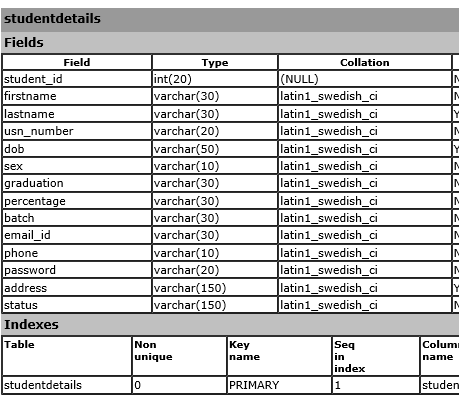 studentdetails
Fields
Field Type Collation
student_id int(20) (NULL) N
firstname varchar(30) latin1_swedish_ci N
lastname varchar(30) latin1_swedish_ci Y
usn_number varchar(20) latin1_swedish_ci N
dob varchar(50) latin1_swedish_ci Y
sex varchar(10) latin1_swedish_ci N
graduation varchar(30) latin1_swedish_ci N
percentage varchar(30) latin1_swedish_ci N
batch varchar(30) latin1_swedish_ci N
email_id varchar(30) latin1_swedish_ci N
phone varchar(10) latin1_swedish_ci N
password varchar(20) latin1_swedish_ci N
address varchar(150) latin1_swedish_ci Y
status varchar(150) latin1_swedish_ci N
Indexes
Table Non Key Seq Colum
unique name in name
index
studentdetails 0 PRIMARY 1 studen